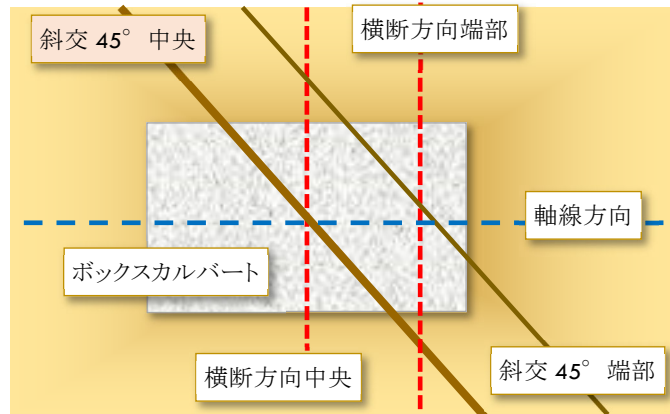 斜交 45° 中央
横断方向端部
軸線方向
ボックスカルバート
横断方向中央
斜交 45° 端部